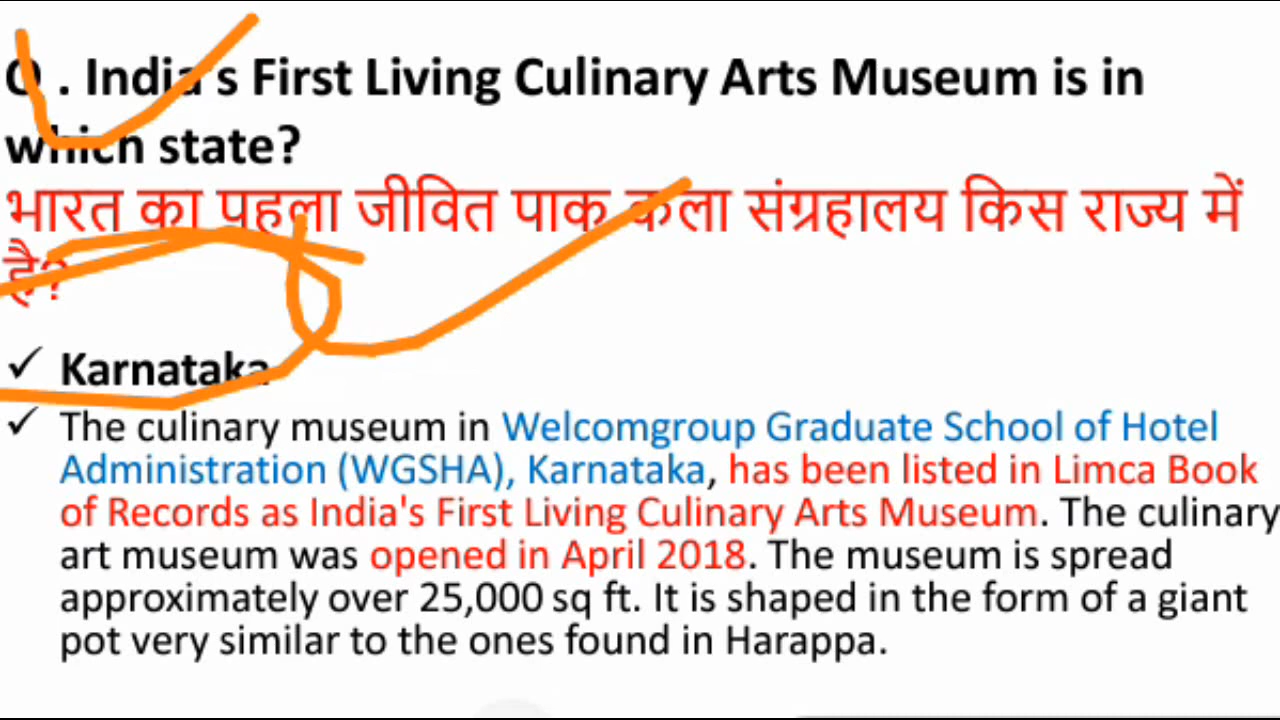 Q . India's First Living Culinary Arts Museum is in
which state?
भारत का पहला जीवित पाक कला संग्रहालय किस राज्य में
है?
✓ Karnataka
✓ The culinary museum in Welcomgroup Graduate School of Hotel
Administration (WGSHA), Karnataka, has been listed in Limca Book
of Records as India's First Living Culinary Arts Museum. The culinary
art museum was opened in April 2018. The museum is spread
approximately over 25,000 sq ft. It is shaped in the form of a giant
pot very similar to the ones found in Harappa.